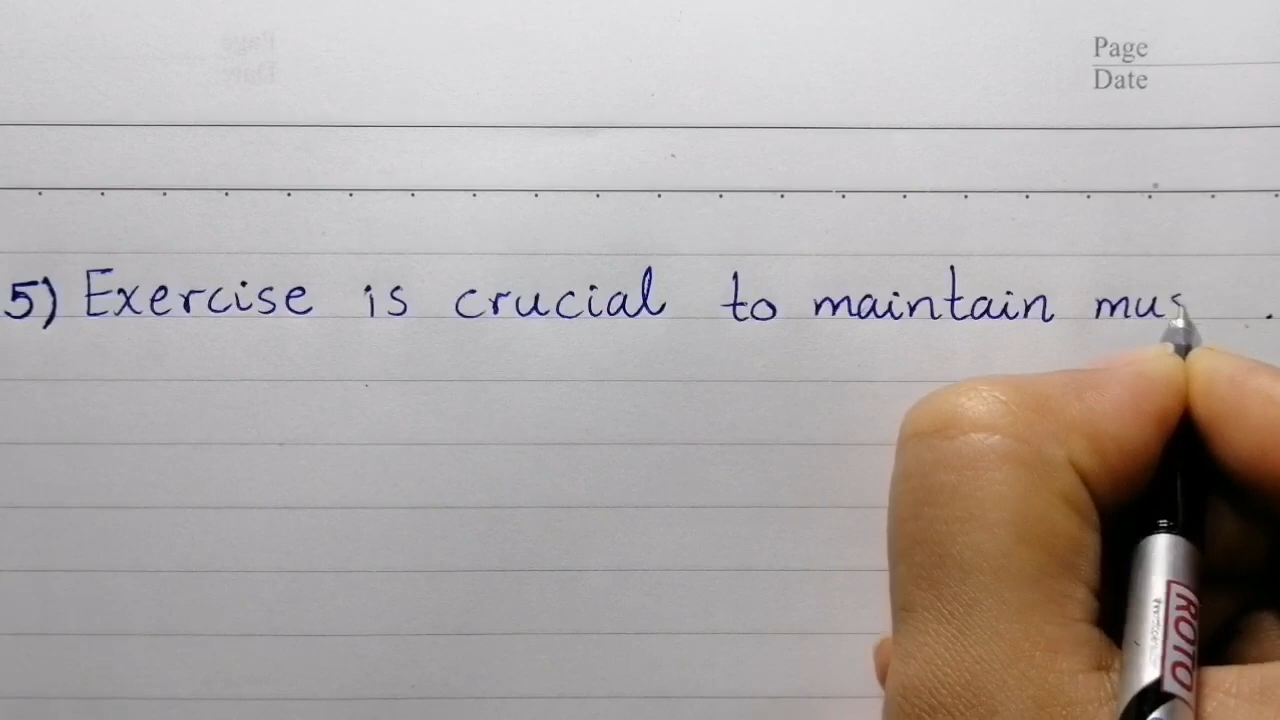 Page
Date
5) Exercise is crucial to maintain mus .
ROTO